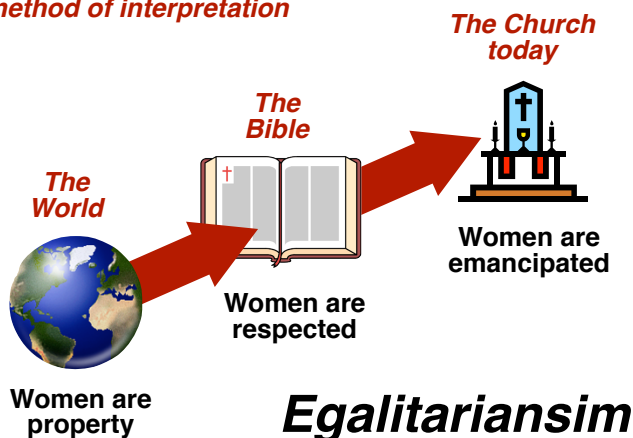 method of interpretation
The Church
today
The
Bible
The
World
Women are
emancipated
Women are
respected
Women are
property
Egalitariansim